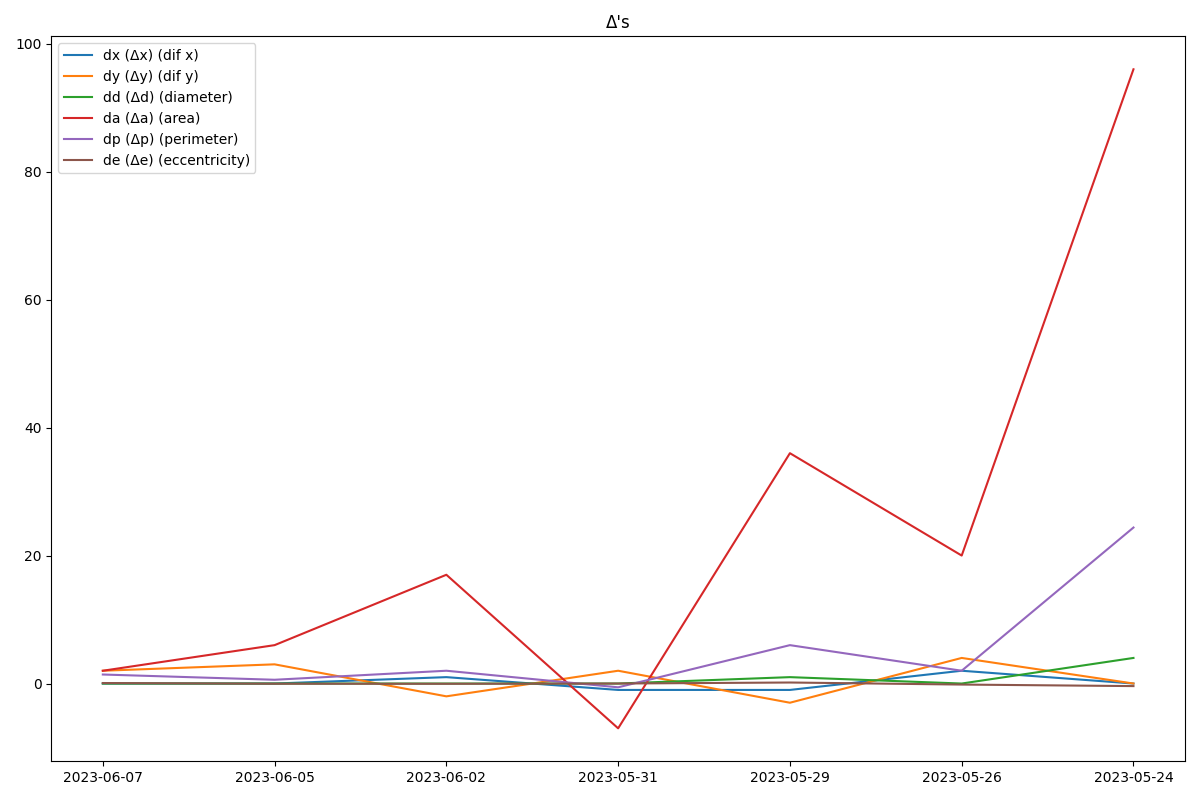 Δ's
100
80
60
40
20
0
dx (Δx) (dif x)
dy (Δy) (dif y)
dd (Δd) (diameter)
da (Δa) (area)
dp (Δp) (perimeter)
de (Δe) (eccentricity)
2023-06-07 2023-06-05 2023-06-02 2023-05-31 2023-05-29 2023-05-26 2023-05-24